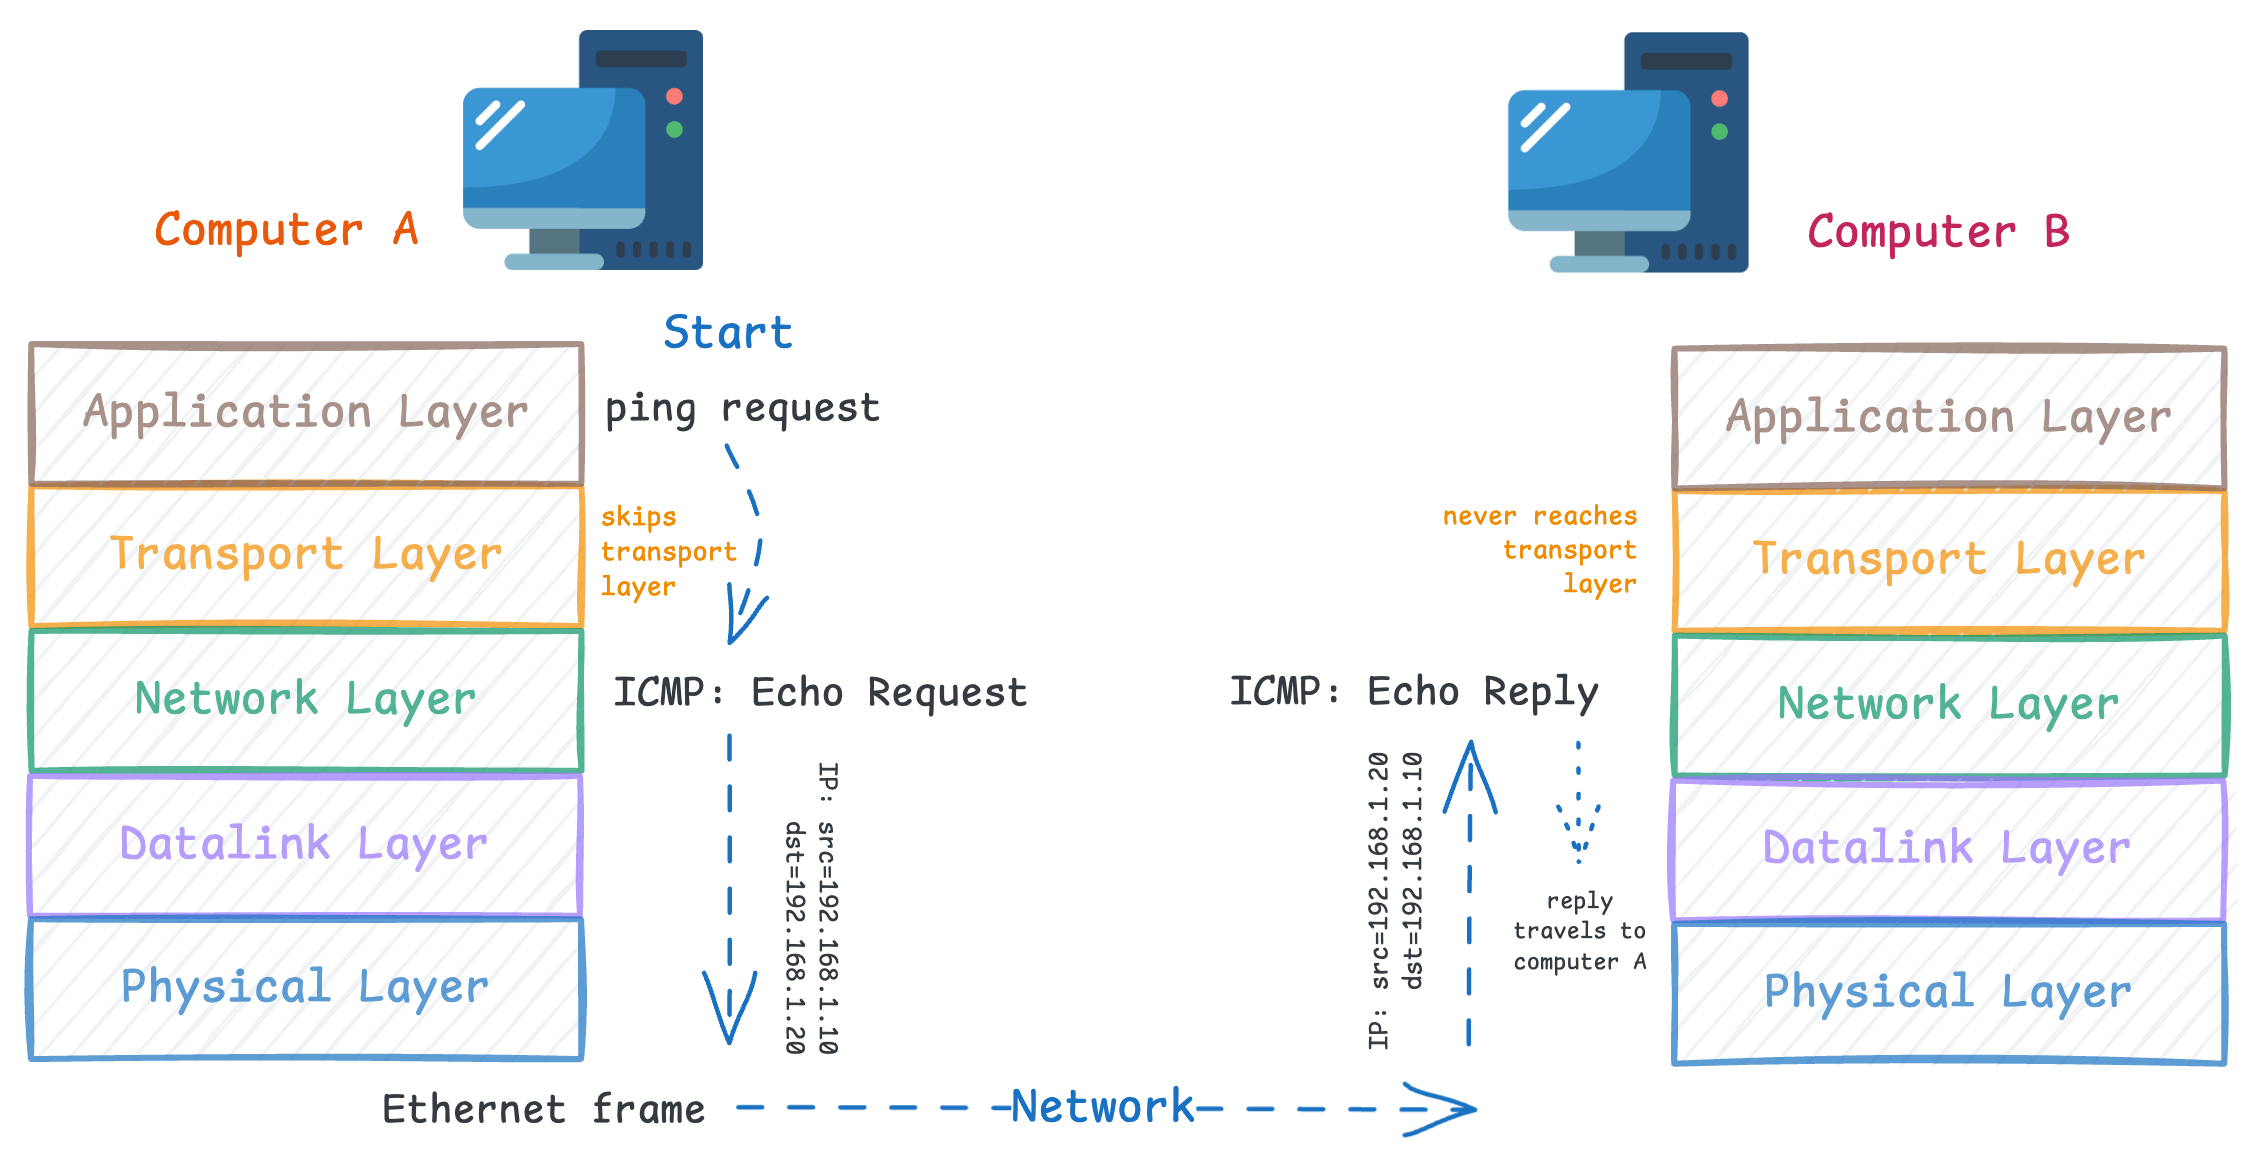 Computer A
Computer B
Start
Application Layer
ping request
Application Layer
Transport Layer
skips
transport
layer
never reaches
transport
layer
Transport Layer
Network Layer
ICMP: Echo Request
ICMP: Echo Reply
Network Layer
IP: src=192.168.1.10
dst=192.168.1.20
IP: src=192.168.1.20
dst=192.168.1.10
Datalink Layer
reply
travels to
computer A
Datalink Layer
Physical Layer
Physical Layer
Ethernet frame
Network